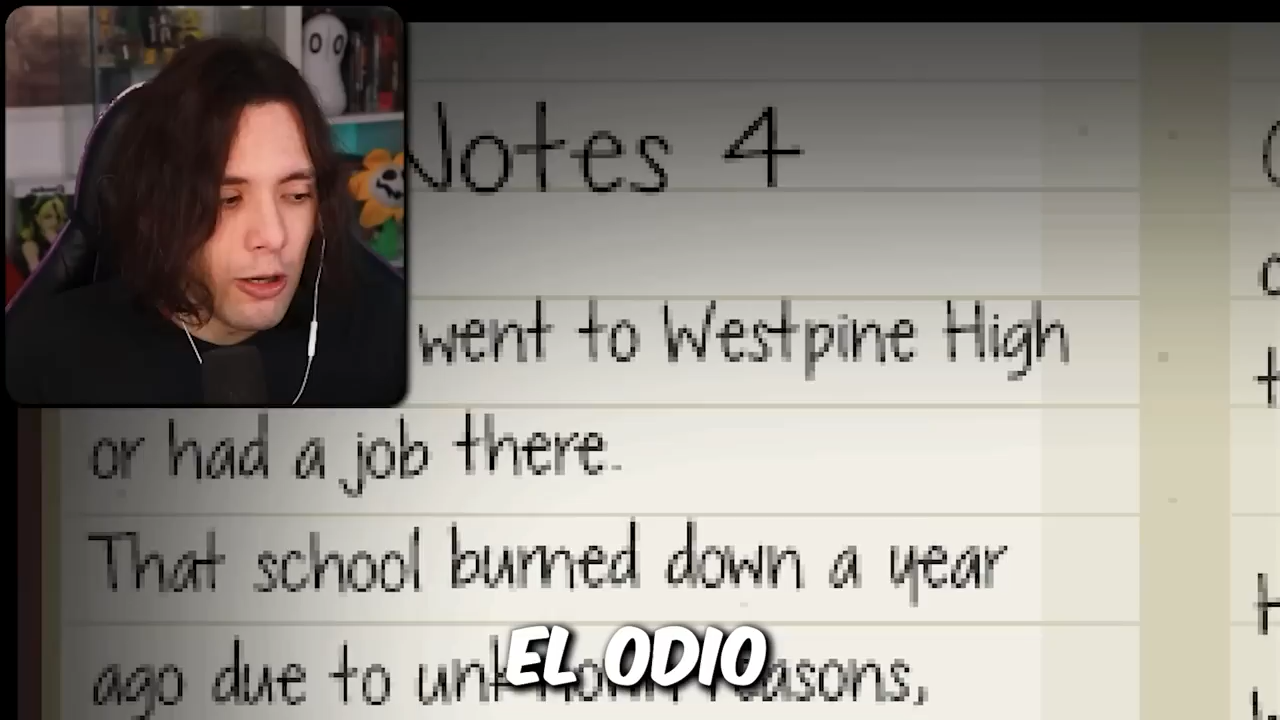 Notes 4
went to Westpine High
or had a job there.
That school burned down a year
ago due to reasons,
EL ODIO